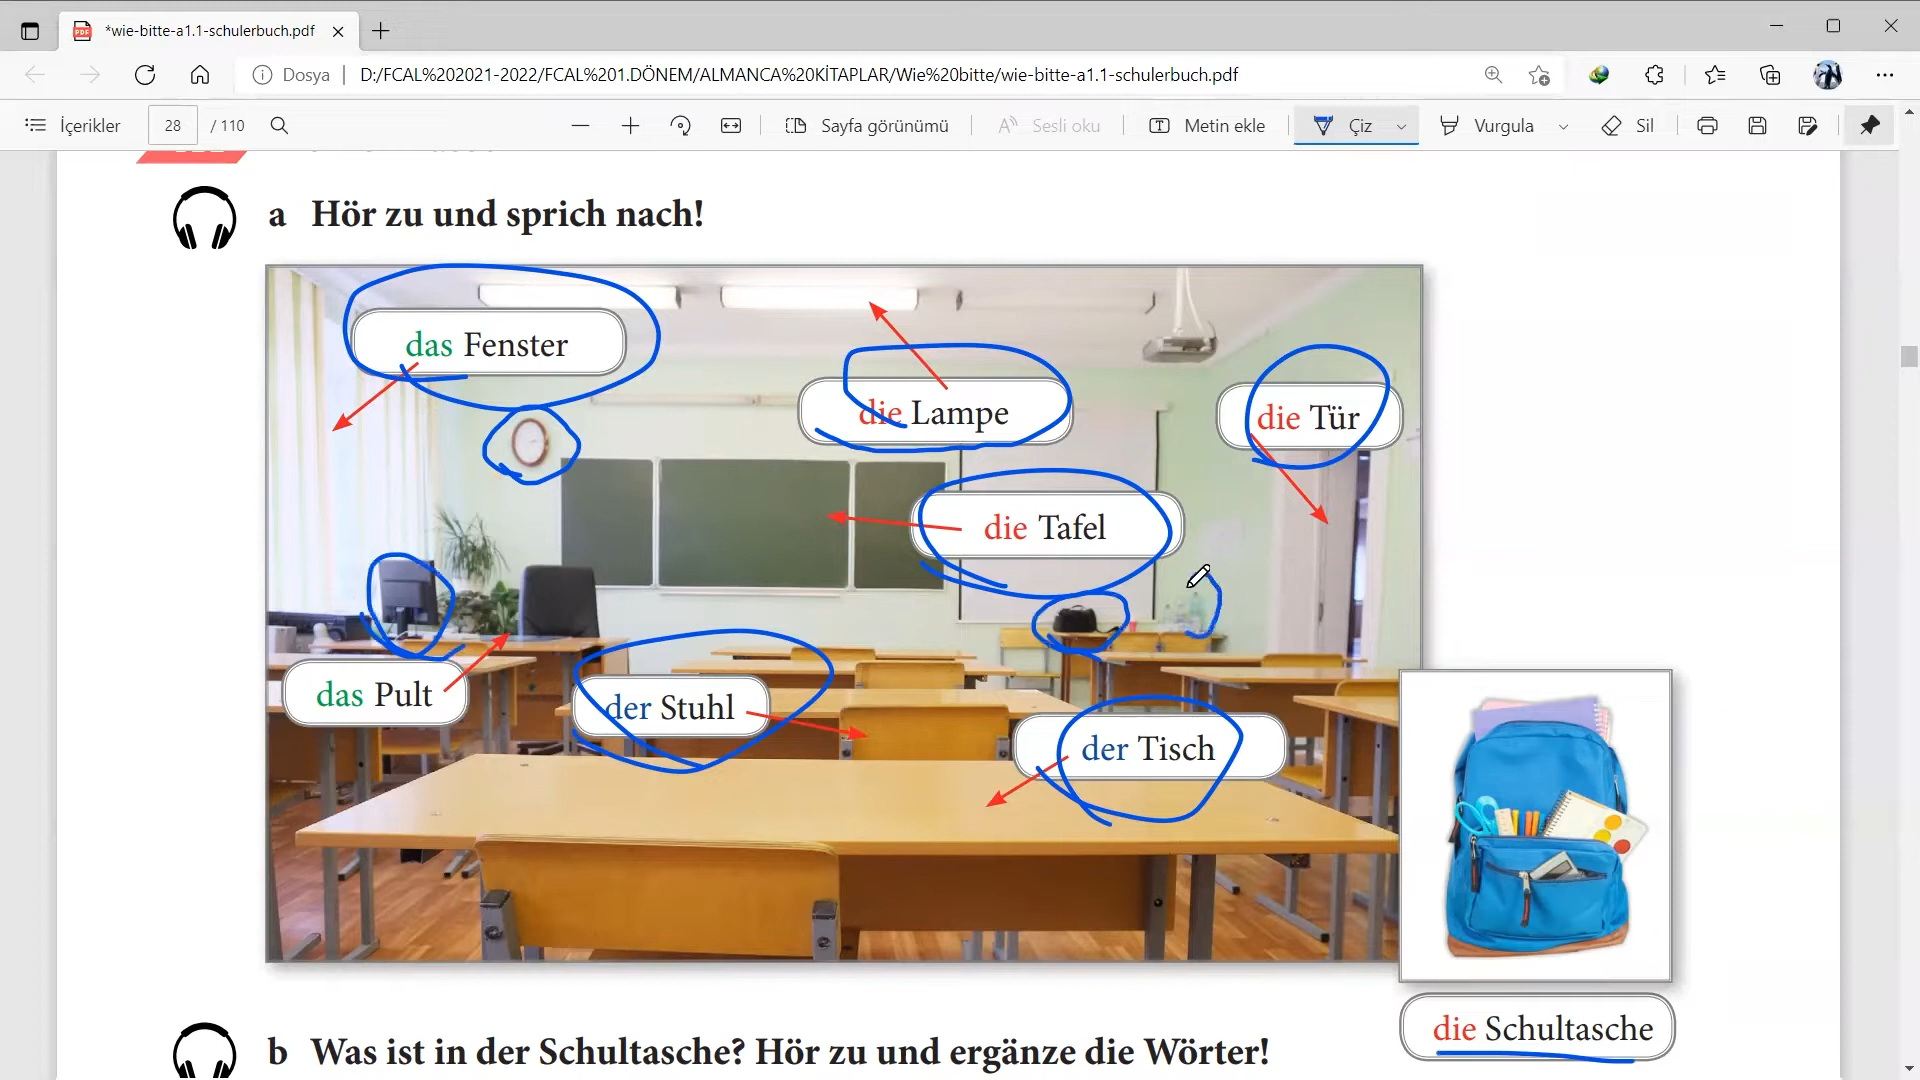 *wie-bitte-a1.1-schulerbuch.pdf
Dosya | D:/FCAL%202021-2022/FCAL%201.DÖNEM/ALMANCA%20KİTAPLAR/Wie%20bitte/wie-bitte-a1.1-schulerbuch.pdf
İçerikler 28 / 110 Sayfa görünümü Sesli oku Metin ekle Çiz Vurgula Sil
a Hör zu und sprich nach!
das Fenster
die Lampe
die Tür
die Tafel
das Pult
der Stuhl
der Tisch
die Schultasche
b Was ist in der Schultasche? Hör zu und ergänze die Wörter!